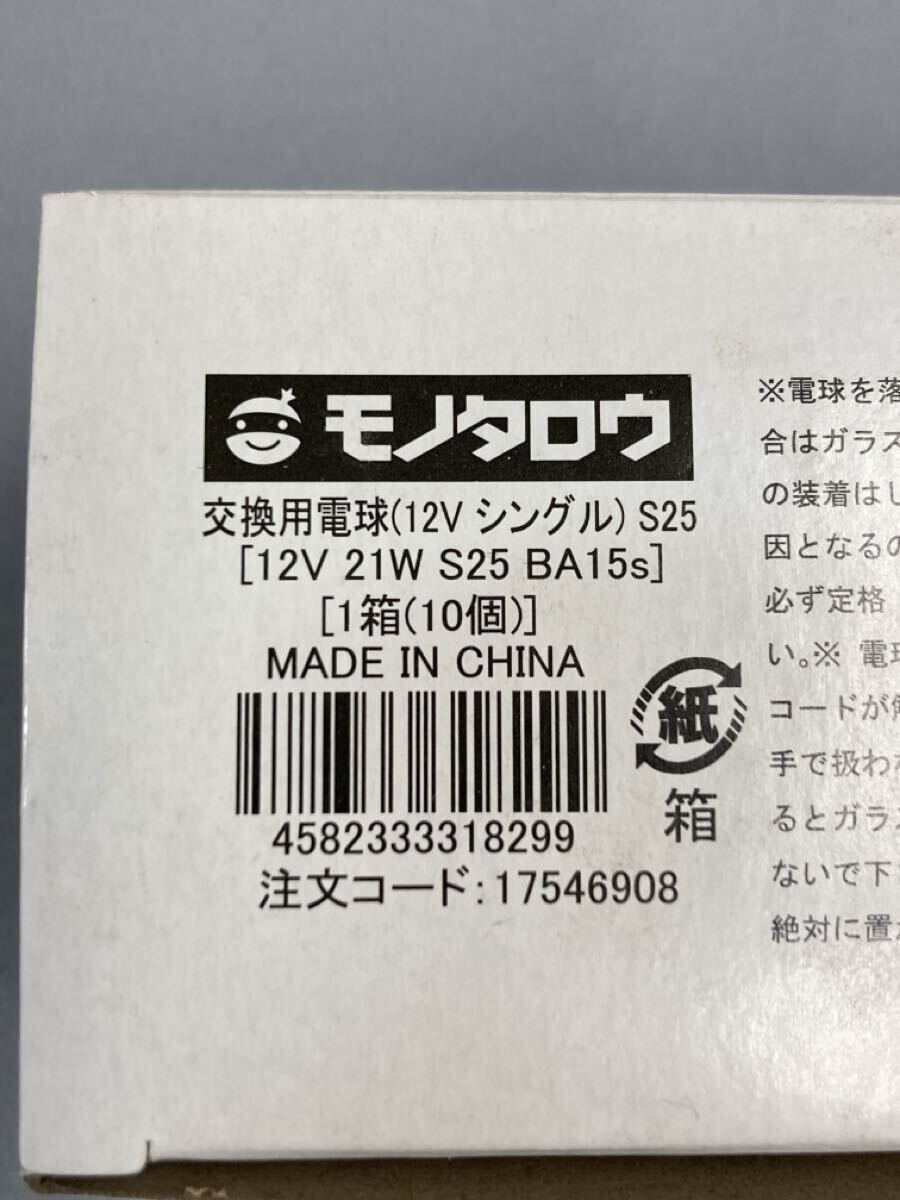 モノタロウ
交換用電球(12V シングル) S25
[12V 21W S25 BA15s]
[1箱(10個)]
MADE IN CHINA
4582333318299
注文コード:17546908
紙
箱
※電球を落
合はガラス
の装着はし
因となるの
必ず定格
い。※ 電球
コードが
手で扱わ
るとガラス
ないで下
絶対に置